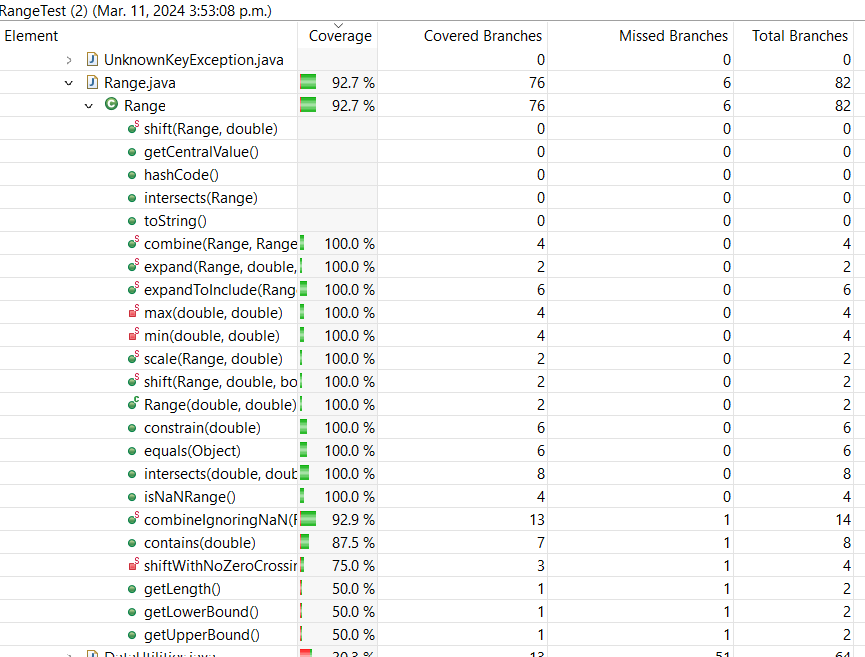 RangeTest (2) (Mar. 11, 2024 3:53:08 p.m.)
Element Coverage Covered Branches Missed Branches Total Branches
UnknownKeyException.java 0 0 0
Range.java 92.7 % 76 6 82
Range 92.7 % 76 6 82
shift(Range, double) 0 0 0
getCentralValue() 0 0 0
hashCode() 0 0 0
intersects(Range) 0 0 0
toString() 0 0 0
combine(Range, Range 100.0 % 4 0 4
expand(Range, double, 100.0 % 2 0 2
expandToInclude(Rang 100.0 % 6 0 6
max(double, double) 100.0 % 4 0 4
min(double, double) 100.0 % 4 0 4
scale(Range, double) 100.0 % 2 0 2
shift(Range, double, bo 100.0 % 2 0 2
Range(double, double) 100.0 % 2 0 2
constrain(double) 100.0 % 6 0 6
equals(Object) 100.0 % 6 0 6
intersects(double, doub 100.0 % 8 0 8
isNaNRange() 100.0 % 4 0 4
combineIgnoringNaN(R 92.9 % 13 1 14
contains(double) 87.5 % 7 1 8
shiftWithNoZeroCrossin 75.0 % 3 1 4
getLength() 50.0 % 1 1 2
getLowerBound() 50.0 % 1 1 2
getUpperBound() 50.0 % 1 1 2
DataUtilities.java 20.3 % 13 51 64